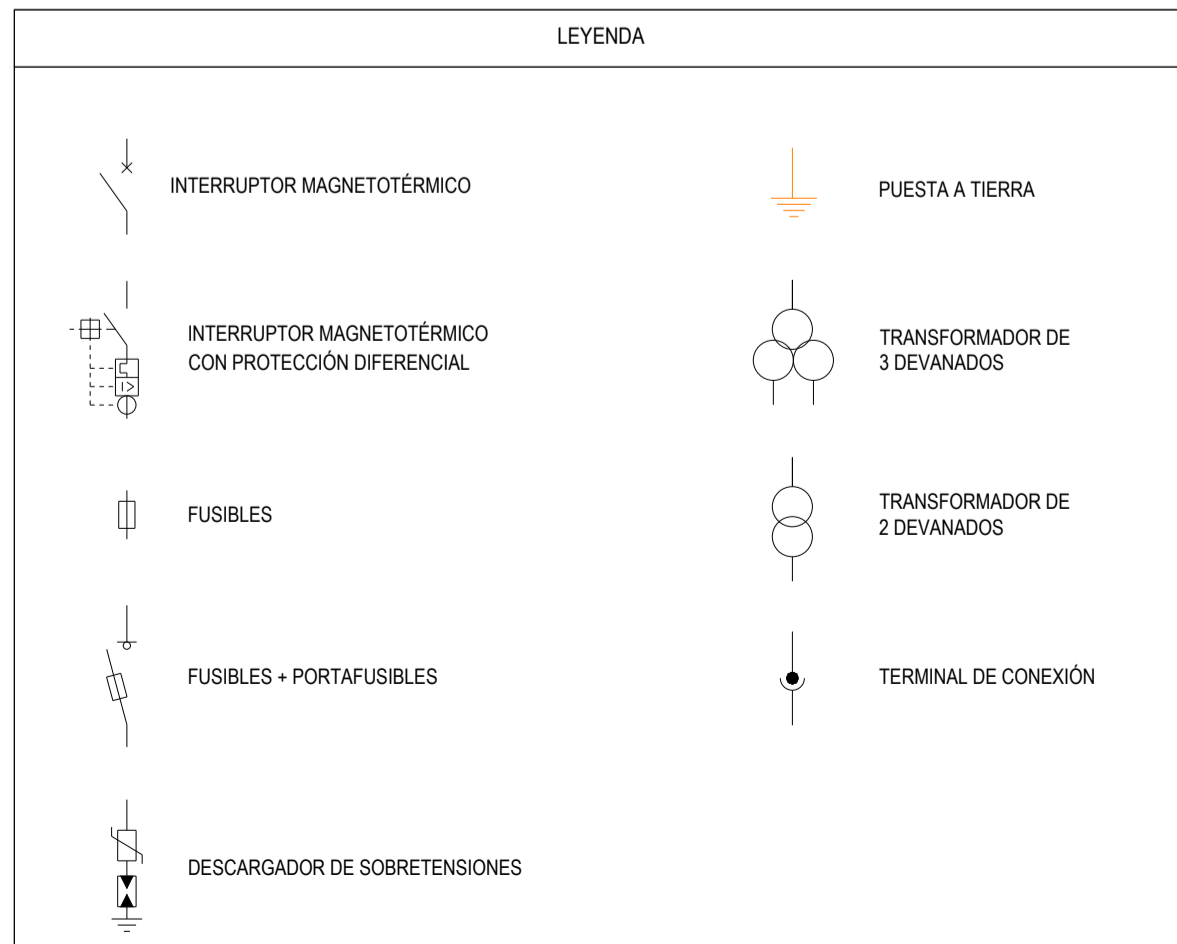 LEYENDA
INTERRUPTOR MAGNETOTÉRMICO
INTERRUPTOR MAGNETOTÉRMICO
CON PROTECCIÓN DIFERENCIAL
I>
FUSIBLES
FUSIBLES + PORTAFUSIBLES
DESCARGADOR DE SOBRETENSIONES
PUESTA A TIERRA
TRANSFORMADOR DE
3 DEVANADOS
TRANSFORMADOR DE
2 DEVANADOS
TERMINAL DE CONEXIÓN